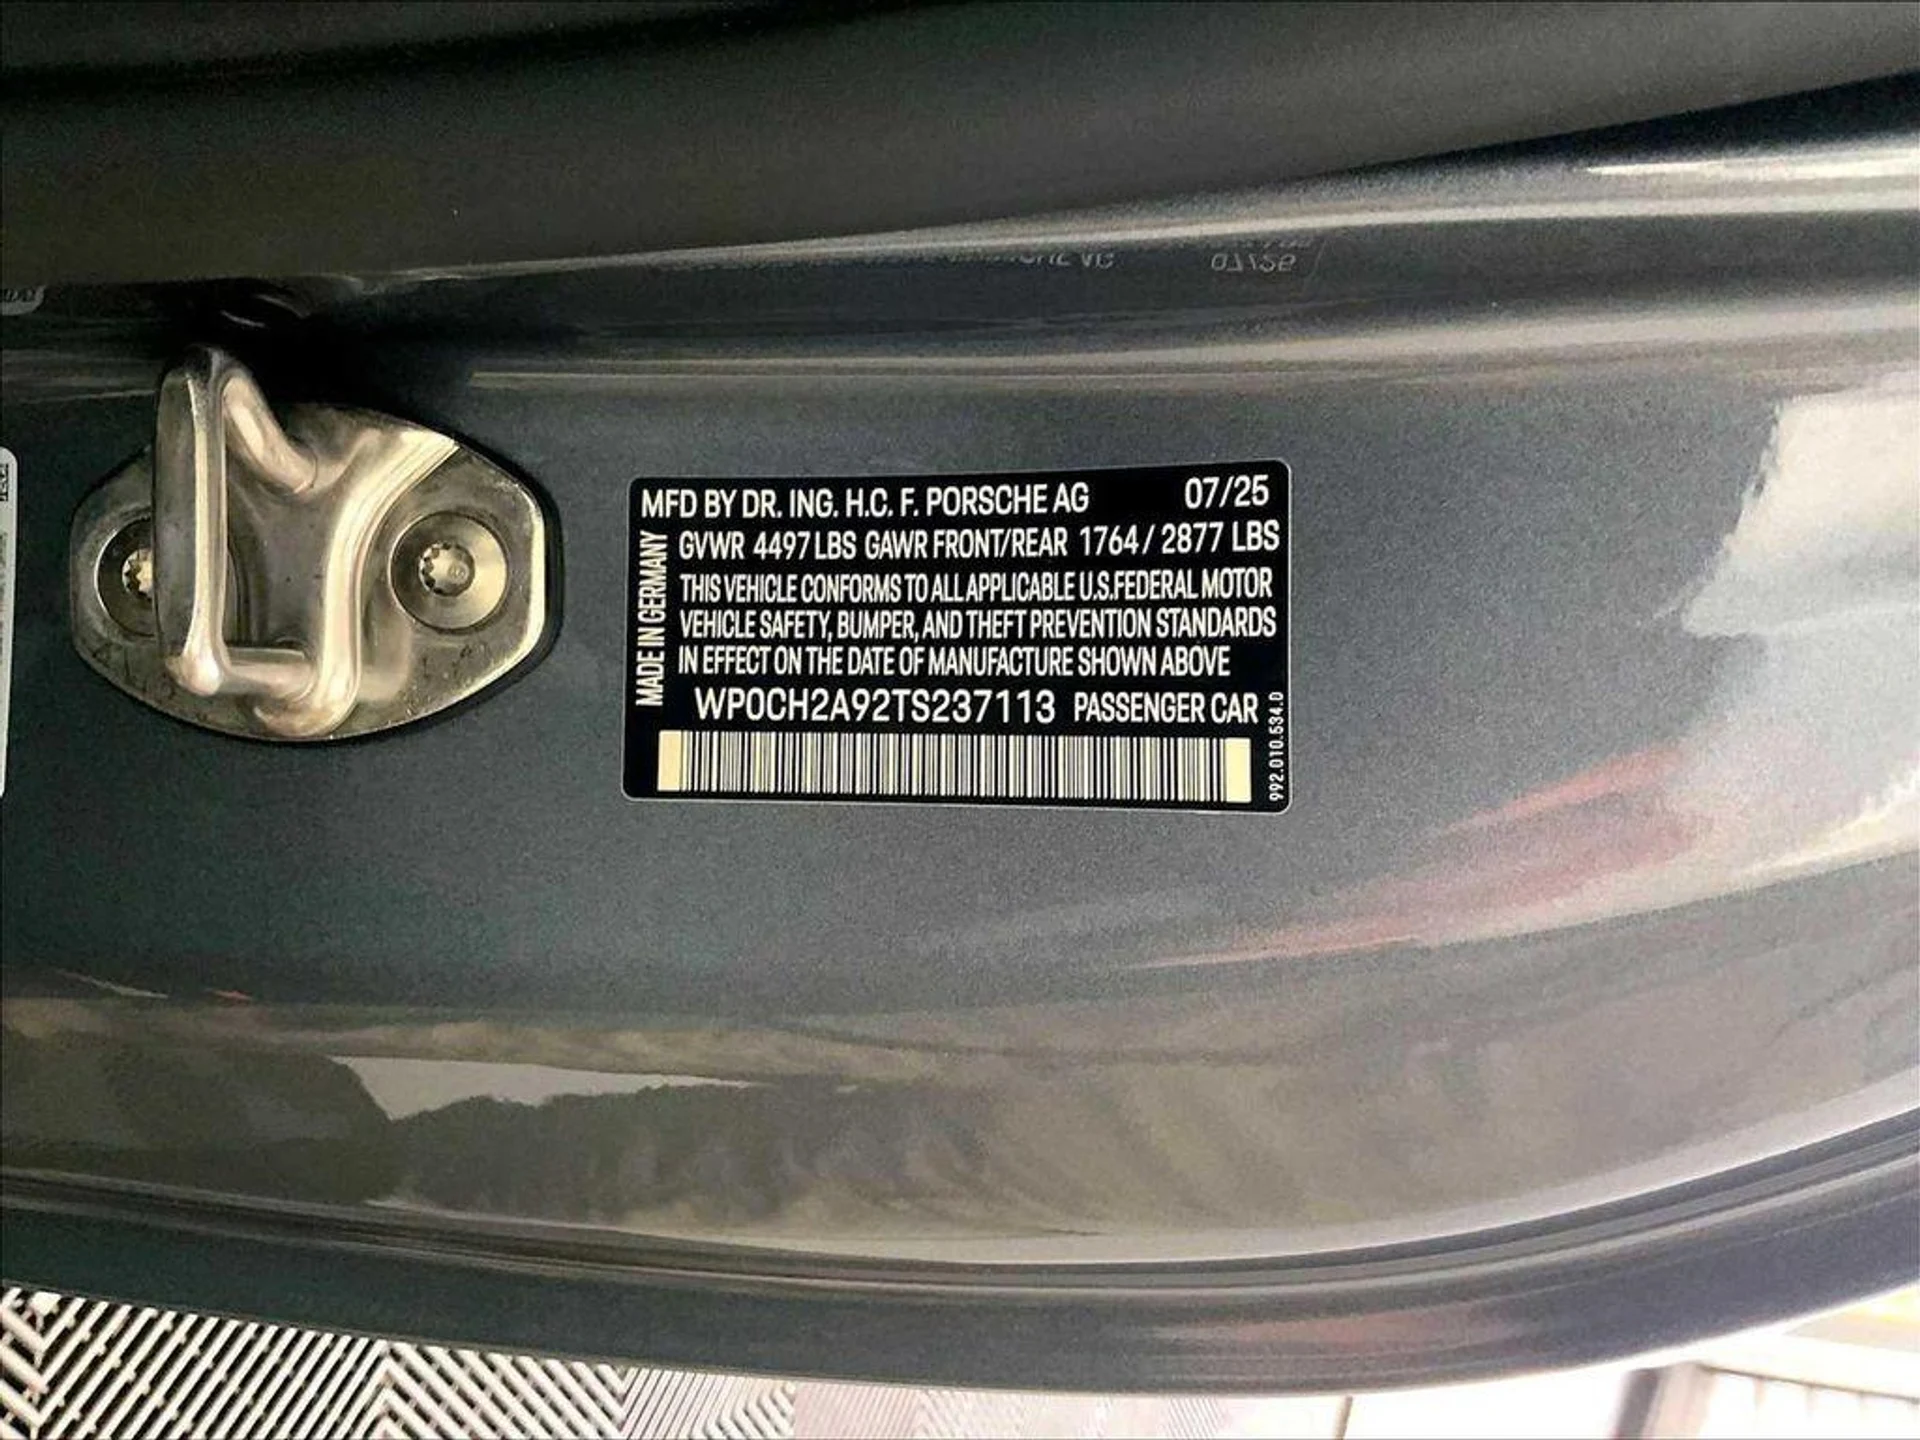 MFD BY DR. ING. H.C. F. PORSCHE AG 07/25
GVWR 4497 LBS GAWR FRONT/REAR 1764 / 2877 LBS
THIS VEHICLE CONFORMS TO ALL APPLICABLE U.S. FEDERAL MOTOR
VEHICLE SAFETY, BUMPER, AND THEFT PREVENTION STANDARDS
IN EFFECT ON THE DATE OF MANUFACTURE SHOWN ABOVE
WP0CH2A92TS237113 PASSENGER CAR
MADE IN GERMANY
992.010.534.D